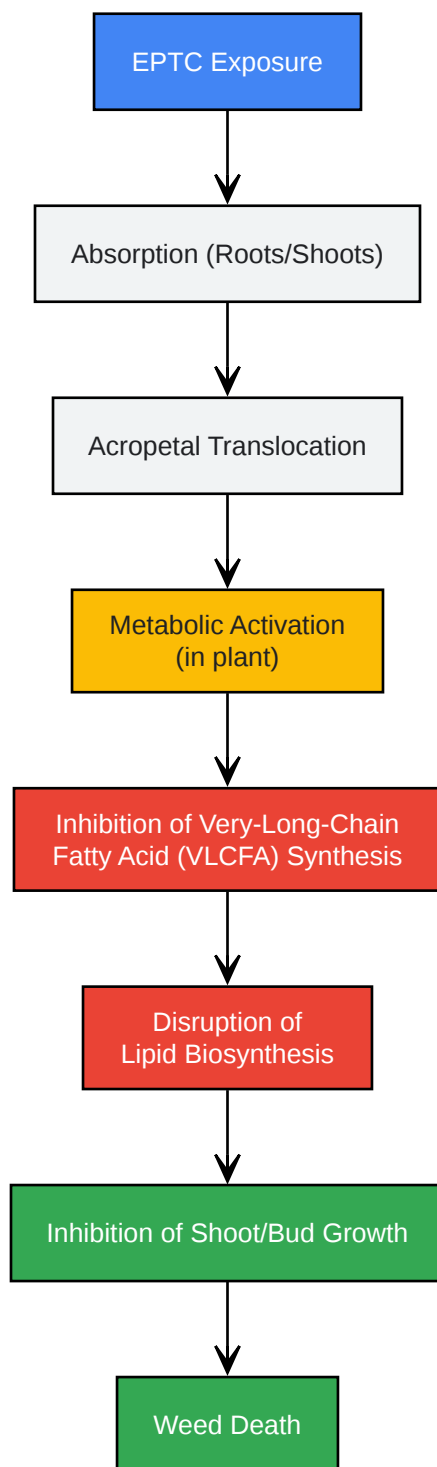 EPTC Exposure
Absorption (Roots/Shoots)
Acropetal Translocation
Metabolic Activation
(in plant)
Inhibition of Very-Long-Chain
Fatty Acid (VLCFA) Synthesis
Disruption of
Lipid Biosynthesis
Inhibition of Shoot/Bud Growth
Weed Death